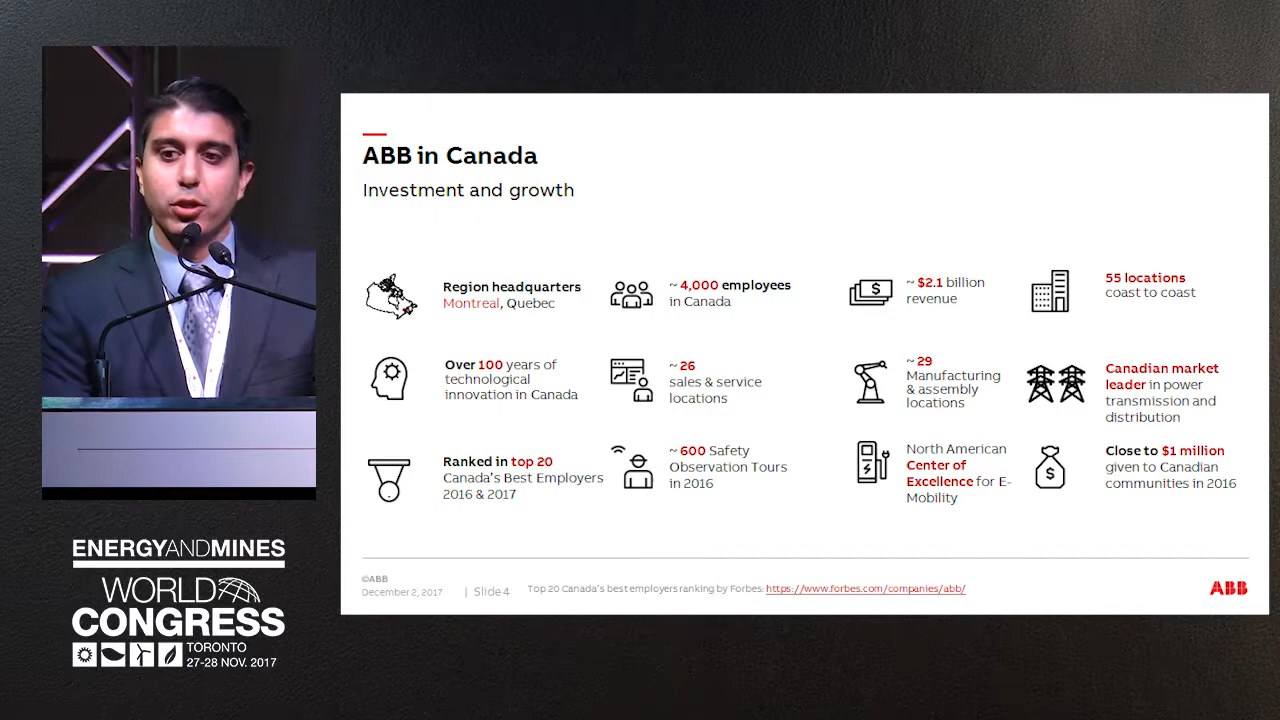 ABB in Canada
Investment and growth
Region headquarters
Montreal, Quebec
~ 4,000 employees
in Canada
~ $2.1 billion
revenue
55 locations
coast to coast
Over 100 years of
technological
innovation in Canada
~ 26
sales & service
locations
~ 29
Manufacturing
& assembly
locations
Canadian market
leader in power
transmission and
distribution
Ranked in top 20
Canada's Best Employers
2016 & 2017
~ 600 Safety
Observation Tours
in 2016
North American
Center of
Excellence for E-
Mobility
Close to $1 million
given to Canadian
communities in 2016
©ABB
December 2, 2017
| Slide 4
Top 20 Canada's best employers ranking by Forbes: https://www.forbes.com/companies/abb/
ABB
ENERGYANDMINES
WORLD
CONGRESS
TORONTO
27-28 NOV. 2017